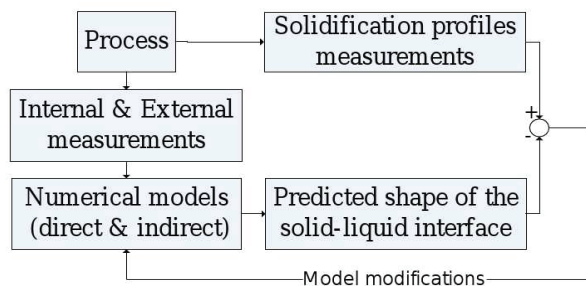 Process
Solidification profiles
measurements
Internal & External
measurements
+
-
Numerical models
(direct & indirect)
Predicted shape of the
solid-liquid interface
Model modifications